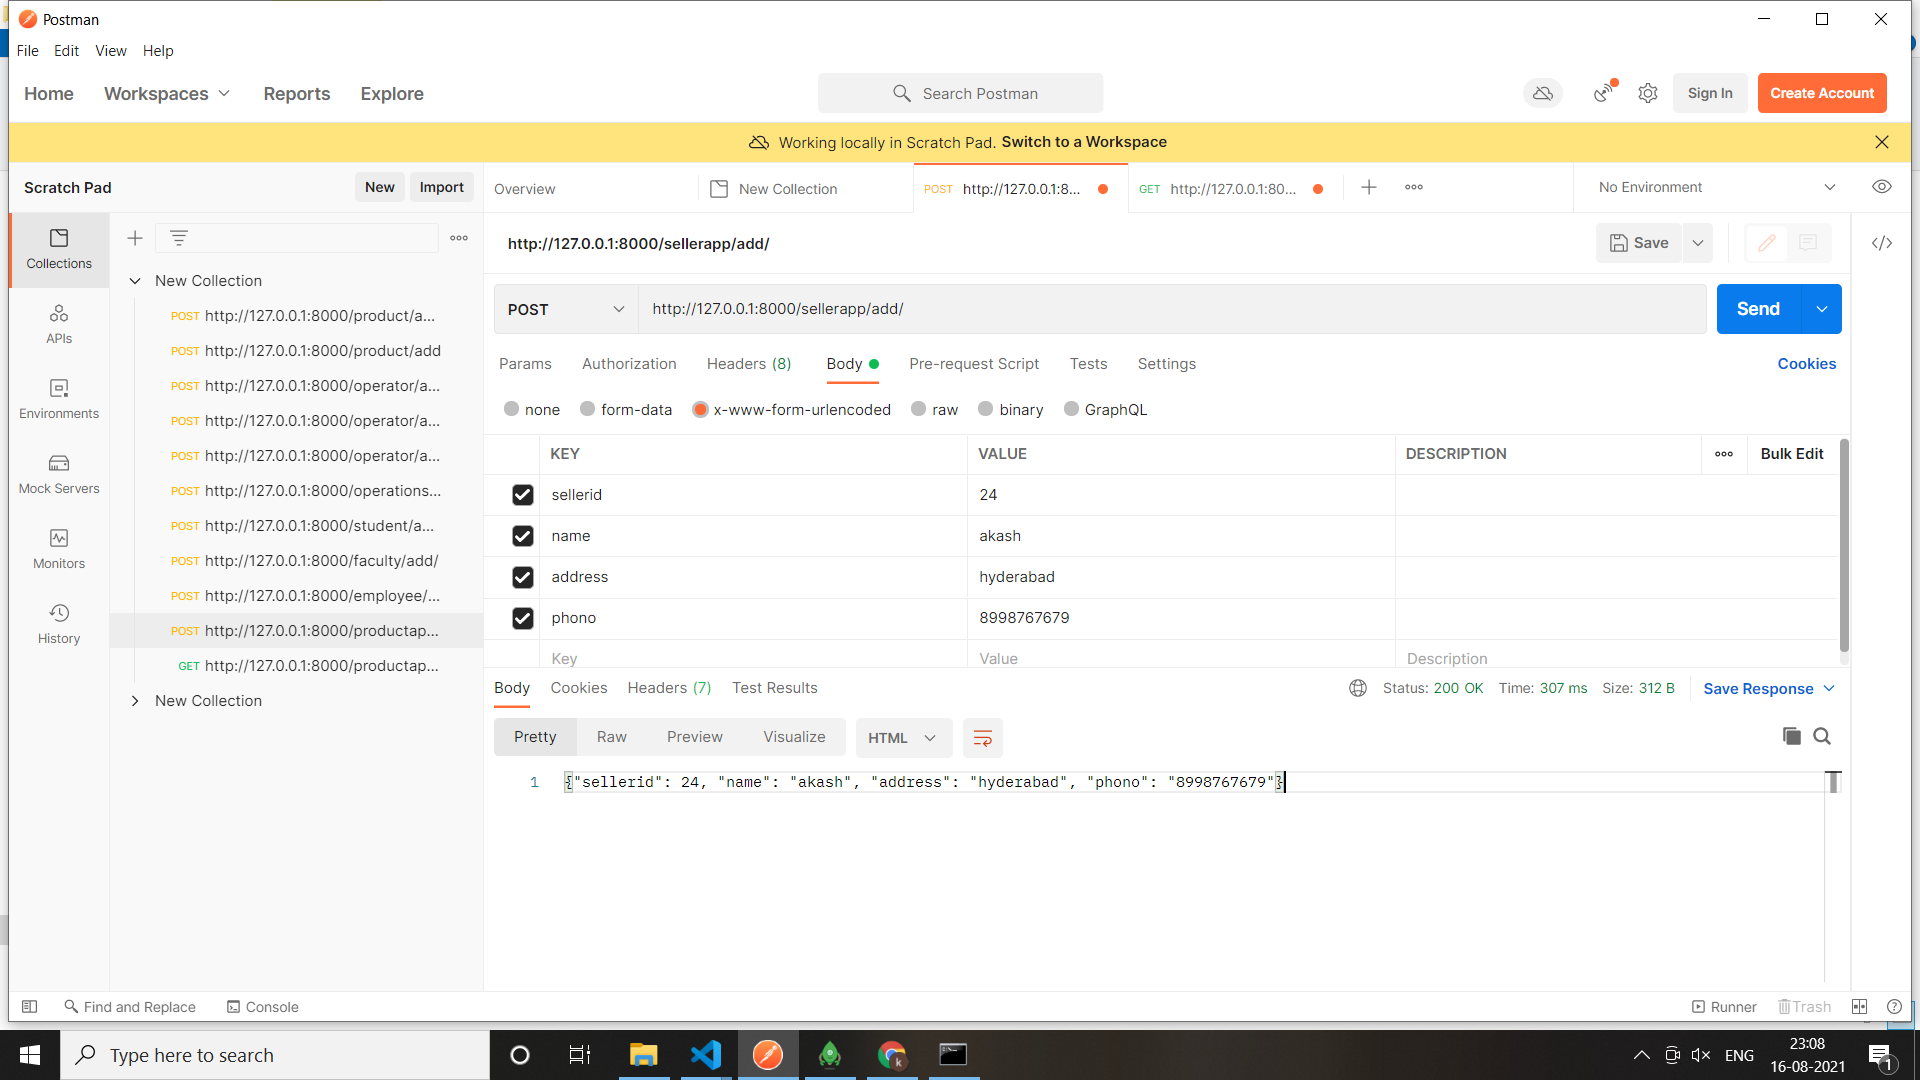 Postman
File Edit View Help
Home Workspaces Reports Explore
Search Postman
Sign In Create Account
Working locally in Scratch Pad. Switch to a Workspace
Scratch Pad New Import
Overview New Collection POST http://127.0.0.1:8... GET http://127.0.0.1:80... No Environment
Collections
APIs
Environments
Mock Servers
Monitors
History
New Collection
POST http://127.0.0.1:8000/product/a...
POST http://127.0.0.1:8000/product/add
POST http://127.0.0.1:8000/operator/a...
POST http://127.0.0.1:8000/operator/a...
POST http://127.0.0.1:8000/operator/a...
POST http://127.0.0.1:8000/operations...
POST http://127.0.0.1:8000/student/a...
POST http://127.0.0.1:8000/faculty/add/
POST http://127.0.0.1:8000/employee/...
POST http://127.0.0.1:8000/productap...
GET http://127.0.0.1:8000/productap...
New Collection
http://127.0.0.1:8000/sellerapp/add/ Save
POST http://127.0.0.1:8000/sellerapp/add/ Send
Params Authorization Headers (8) Body Pre-request Script Tests Settings Cookies
none form-data x-www-form-urlencoded raw binary GraphQL
KEY VALUE DESCRIPTION Bulk Edit
sellerid 24
name akash
address hyderabad
phono 8998767679
Key Value Description
Body Cookies Headers (7) Test Results Status: 200 OK Time: 307 ms Size: 312 B Save Response
Pretty Raw Preview Visualize HTML
1 {"sellerid": 24, "name": "akash", "address": "hyderabad", "phono": "8998767679"}
Find and Replace Console Runner Trash
Type here to search
k
ENG
23:08
16-08-2021
1